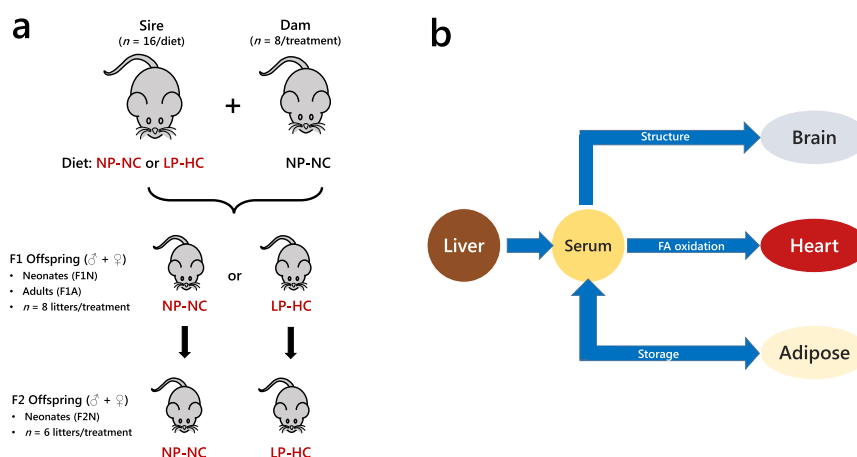 a
Sire
(n = 16/diet)
Dam
(n = 8/treatment)
+
Diet: NP-NC or LP-HC
NP-NC
F1 Offspring (♂ + ♀)
• Neonates (F1N)
• Adults (F1A)
• n = 8 litters/treatment
or
NP-NC
LP-HC
F2 Offspring (♂ + ♀)
• Neonates (F2N)
• n = 6 litters/treatment
NP-NC
LP-HC
b
Structure
Brain
Liver
Serum
FA oxidation
Heart
Storage
Adipose